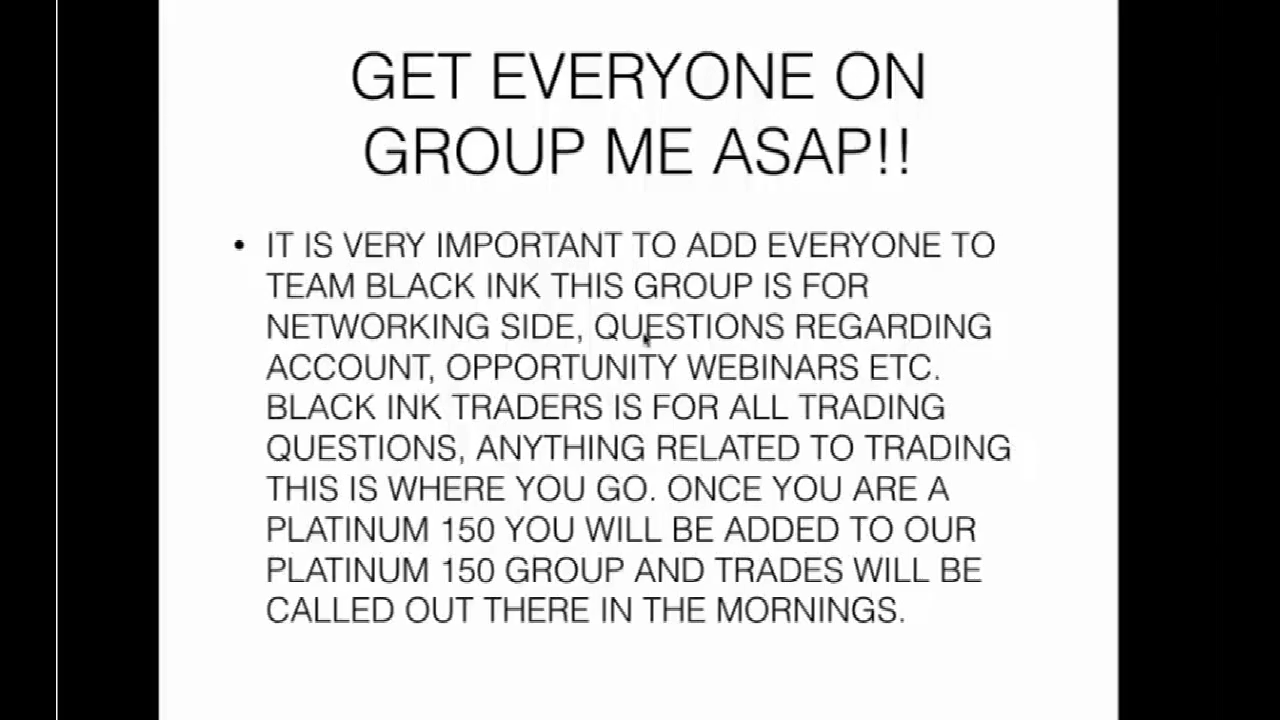 GET EVERYONE ON
GROUP ME ASAP!!
• IT IS VERY IMPORTANT TO ADD EVERYONE TO
TEAM BLACK INK THIS GROUP IS FOR
NETWORKING SIDE, QUESTIONS REGARDING
ACCOUNT, OPPORTUNITY WEBINARS ETC.
BLACK INK TRADERS IS FOR ALL TRADING
QUESTIONS, ANYTHING RELATED TO TRADING
THIS IS WHERE YOU GO. ONCE YOU ARE A
PLATINUM 150 YOU WILL BE ADDED TO OUR
PLATINUM 150 GROUP AND TRADES WILL BE
CALLED OUT THERE IN THE MORNINGS.